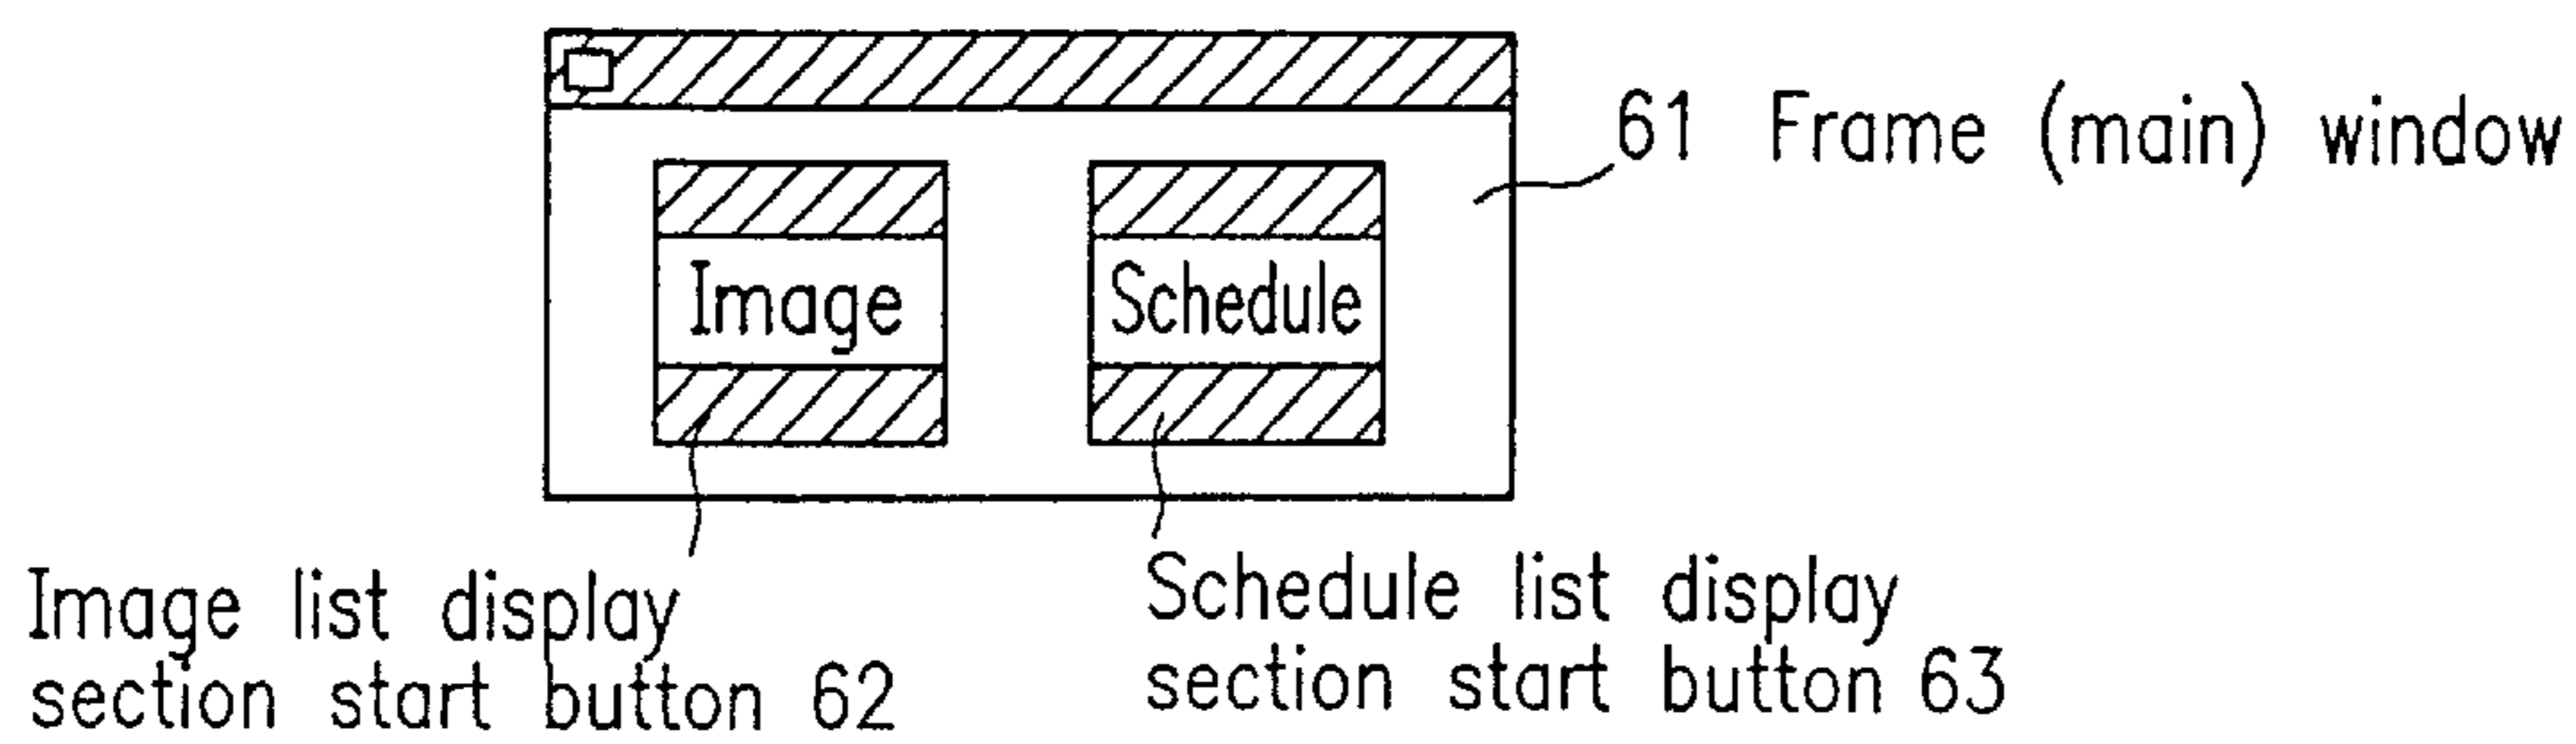 61 Frame (main) window
Image
Schedule
Image list display
section start button 62
Schedule list display
section start button 63